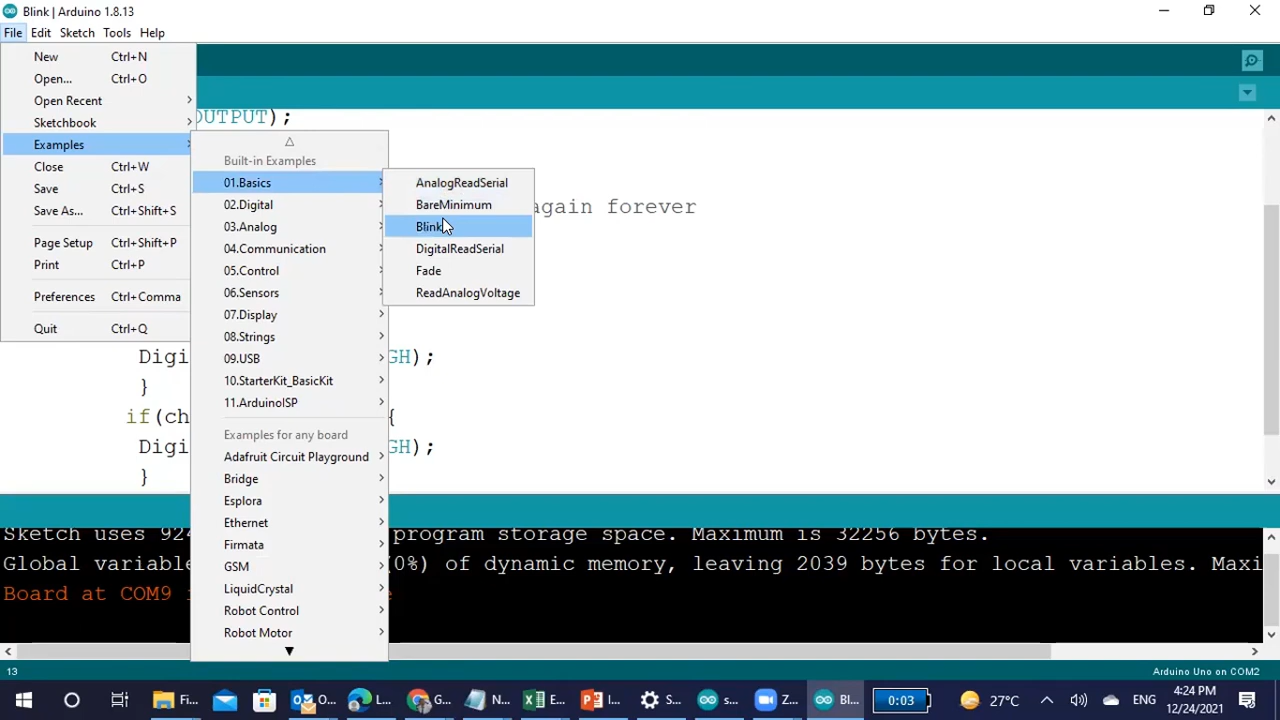 Blink | Arduino 1.8.13
File Edit Sketch Tools Help
New Ctrl+N
Open... Ctrl+O
Open Recent
Sketchbook
Examples
Close Ctrl+W
Save Ctrl+S
Save As... Ctrl+Shift+S
Page Setup Ctrl+Shift+P
Print Ctrl+P
Preferences Ctrl+Comma
Quit Ctrl+Q
Built-in Examples
01.Basics
02.Digital
03.Analog
04.Communication
05.Control
06.Sensors
07.Display
08.Strings
09.USB
10.StarterKit_BasicKit
11.ArduinoISP
Examples for any board
Adafruit Circuit Playground
Bridge
Esplora
Ethernet
Firmata
GSM
LiquidCrystal
Robot Control
Robot Motor
AnalogReadSerial
BareMinimum
Blink
DigitalReadSerial
Fade
ReadAnalogVoltage
OUTPUT);
again forever
Digi GH);
}
if(ch {
Digi GH);
}
Sketch uses 924 program storage space. Maximum is 32256 bytes.
Global variable 0%) of dynamic memory, leaving 2039 bytes for local variables. Maxi
Board at COM9
13 Arduino Uno on COM2
Fi... O... L... G... N... E... I... S... s... Z... Bl... 0:03 27°C ENG 4:24 PM
12/24/2021